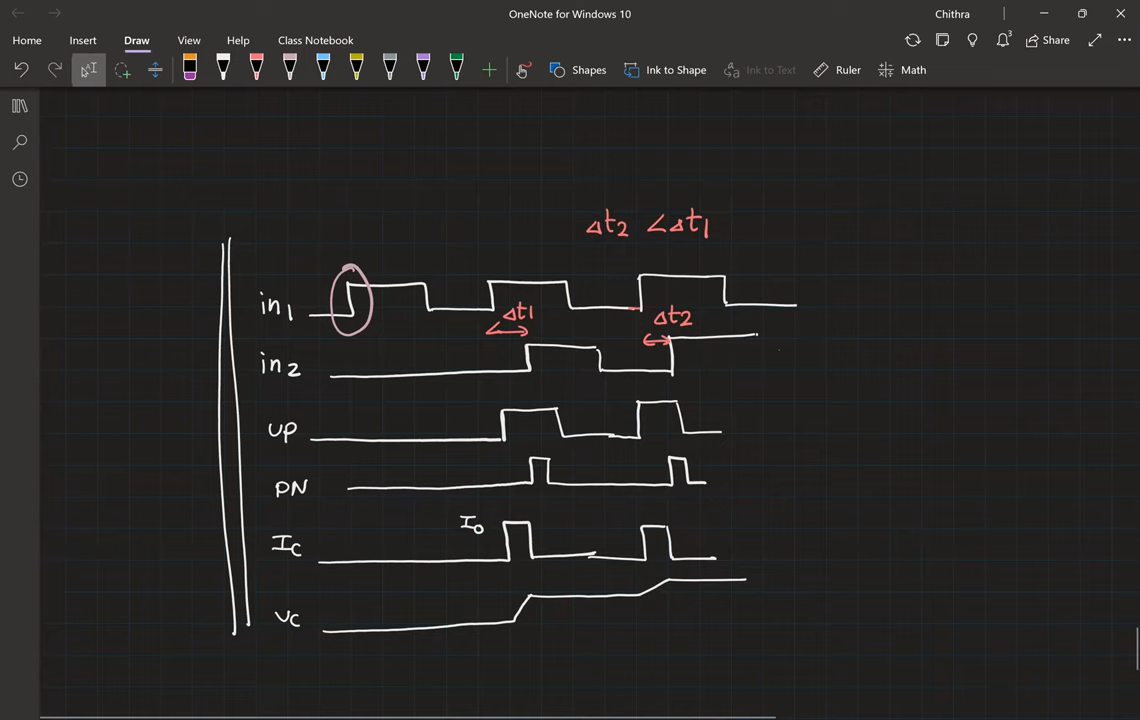 OneNote for Windows 10
Chithra
Home Insert Draw View Help Class Notebook
Share
Shapes Ink to Shape Ink to Text Ruler Math
Δt2 < Δt1
in1
Δt1
Δt2
in2
UP
DN
I0
IC
VC